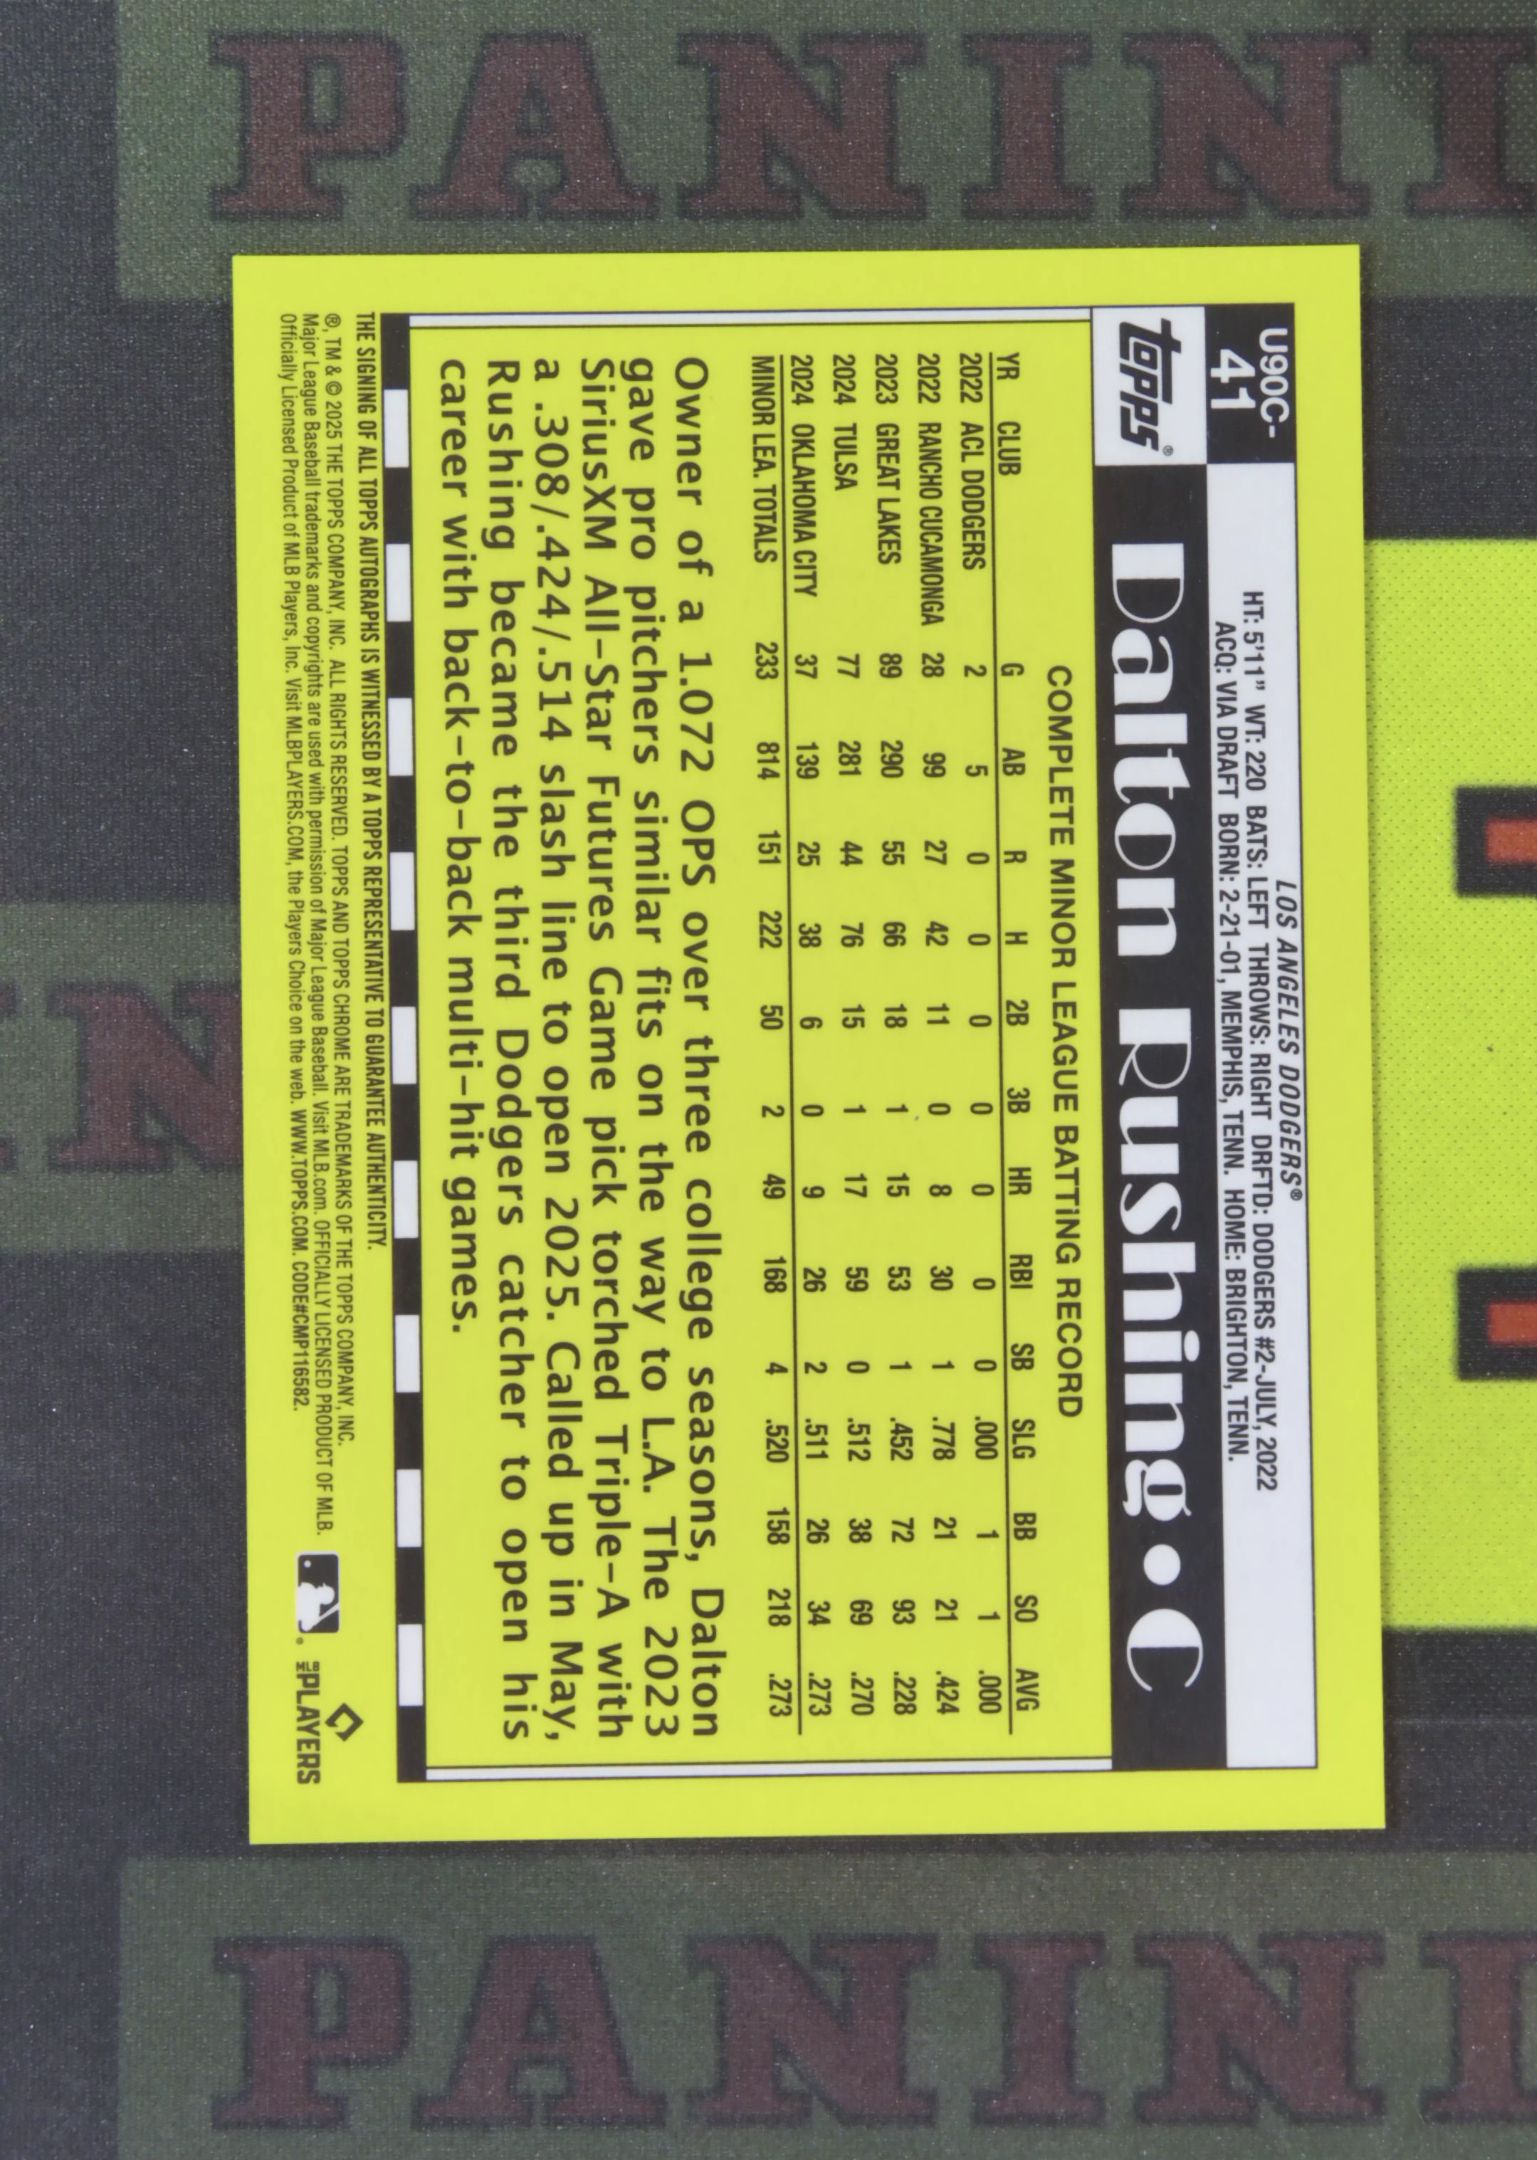 PANINI
U90C-
41
LOS ANGELES DODGERS®
HT: 5'11" WT: 220 BATS: LEFT THROWS: RIGHT DRFTD: DODGERS #2-JULY, 2022
ACQ: VIA DRAFT BORN: 2-21-01, MEMPHIS, TENN. HOME: BRIGHTON, TENN.
topps®
Dalton Rushing • C
COMPLETE MINOR LEAGUE BATTING RECORD
YR CLUB G AB R H 2B 3B HR RBI SB SLG BB SO AVG
2022 ACL DODGERS 2 5 0 0 0 0 0 0 0 .000 1 1 .000
2022 RANCHO CUCAMONGA 28 99 27 42 11 0 8 30 1 .778 21 21 .424
2023 GREAT LAKES 89 290 55 66 18 1 15 53 1 .452 72 93 .228
2024 TULSA 77 281 44 76 15 1 17 59 0 .512 38 69 .270
2024 OKLAHOMA CITY 37 139 25 38 6 0 9 26 2 .511 26 34 .273
MINOR LEA. TOTALS 233 814 151 222 50 2 49 168 4 .520 158 218 .273
Owner of a 1.072 OPS over three college seasons, Dalton
gave pro pitchers similar fits on the way to L.A. The 2023
SiriusXM All-Star Futures Game pick torched Triple-A with
a .308/.424/.514 slash line to open 2025. Called up in May,
Rushing became the third Dodgers catcher to open his
career with back-to-back multi-hit games.
THE SIGNING OF ALL TOPPS AUTOGRAPHS IS WITNESSED BY A TOPPS REPRESENTATIVE TO GUARANTEE AUTHENTICITY.
®, TM & © 2025 THE TOPPS COMPANY, INC. ALL RIGHTS RESERVED. TOPPS AND TOPPS CHROME ARE TRADEMARKS OF THE TOPPS COMPANY, INC.
Major League Baseball trademarks and copyrights are used with permission of Major League Baseball. Visit MLB.com. OFFICIALLY LICENSED PRODUCT OF MLB.
Officially Licensed Product of MLB Players, Inc. Visit MLBPLAYERS.COM, the Players Choice on the web. WWW.TOPPS.COM. CODE#CMP116582.
MLB PLAYERS
PANINI